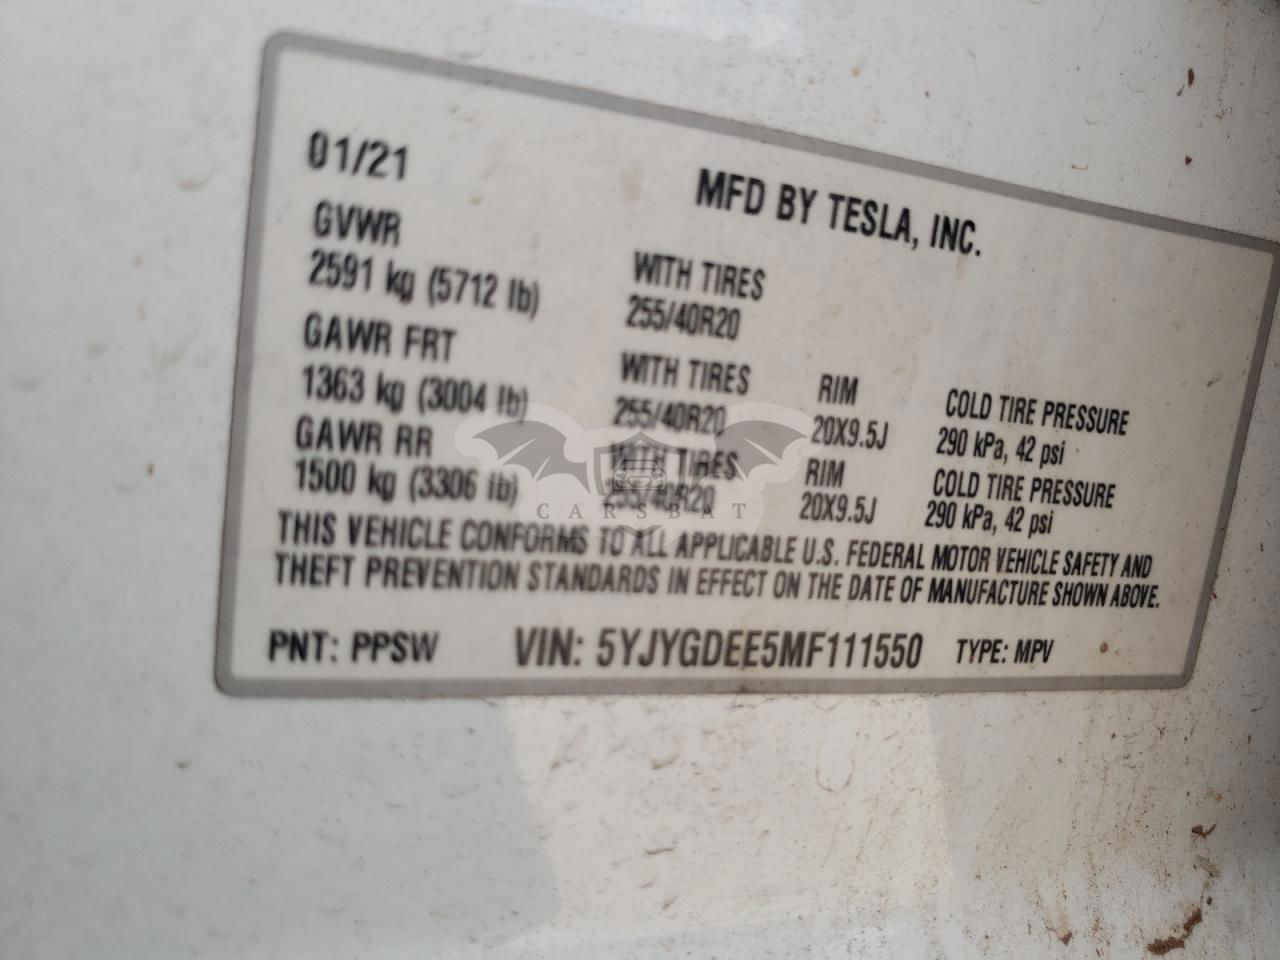 01/21
MFD BY TESLA, INC.
GVWR
2591 kg (5712 lb)
WITH TIRES
255/40R20
GAWR FRT
1363 kg (3004 lb)
WITH TIRES
255/40R20
RIM
20X9.5J
COLD TIRE PRESSURE
290 kPa, 42 psi
GAWR RR
1500 kg (3306 lb)
WITH TIRES
255/40R20
RIM
20X9.5J
COLD TIRE PRESSURE
290 kPa, 42 psi
CARSBAT
THIS VEHICLE CONFORMS TO ALL APPLICABLE U.S. FEDERAL MOTOR VEHICLE SAFETY AND
THEFT PREVENTION STANDARDS IN EFFECT ON THE DATE OF MANUFACTURE SHOWN ABOVE.
PNT: PPSW VIN: 5YJYGDEE5MF111550 TYPE: MPV